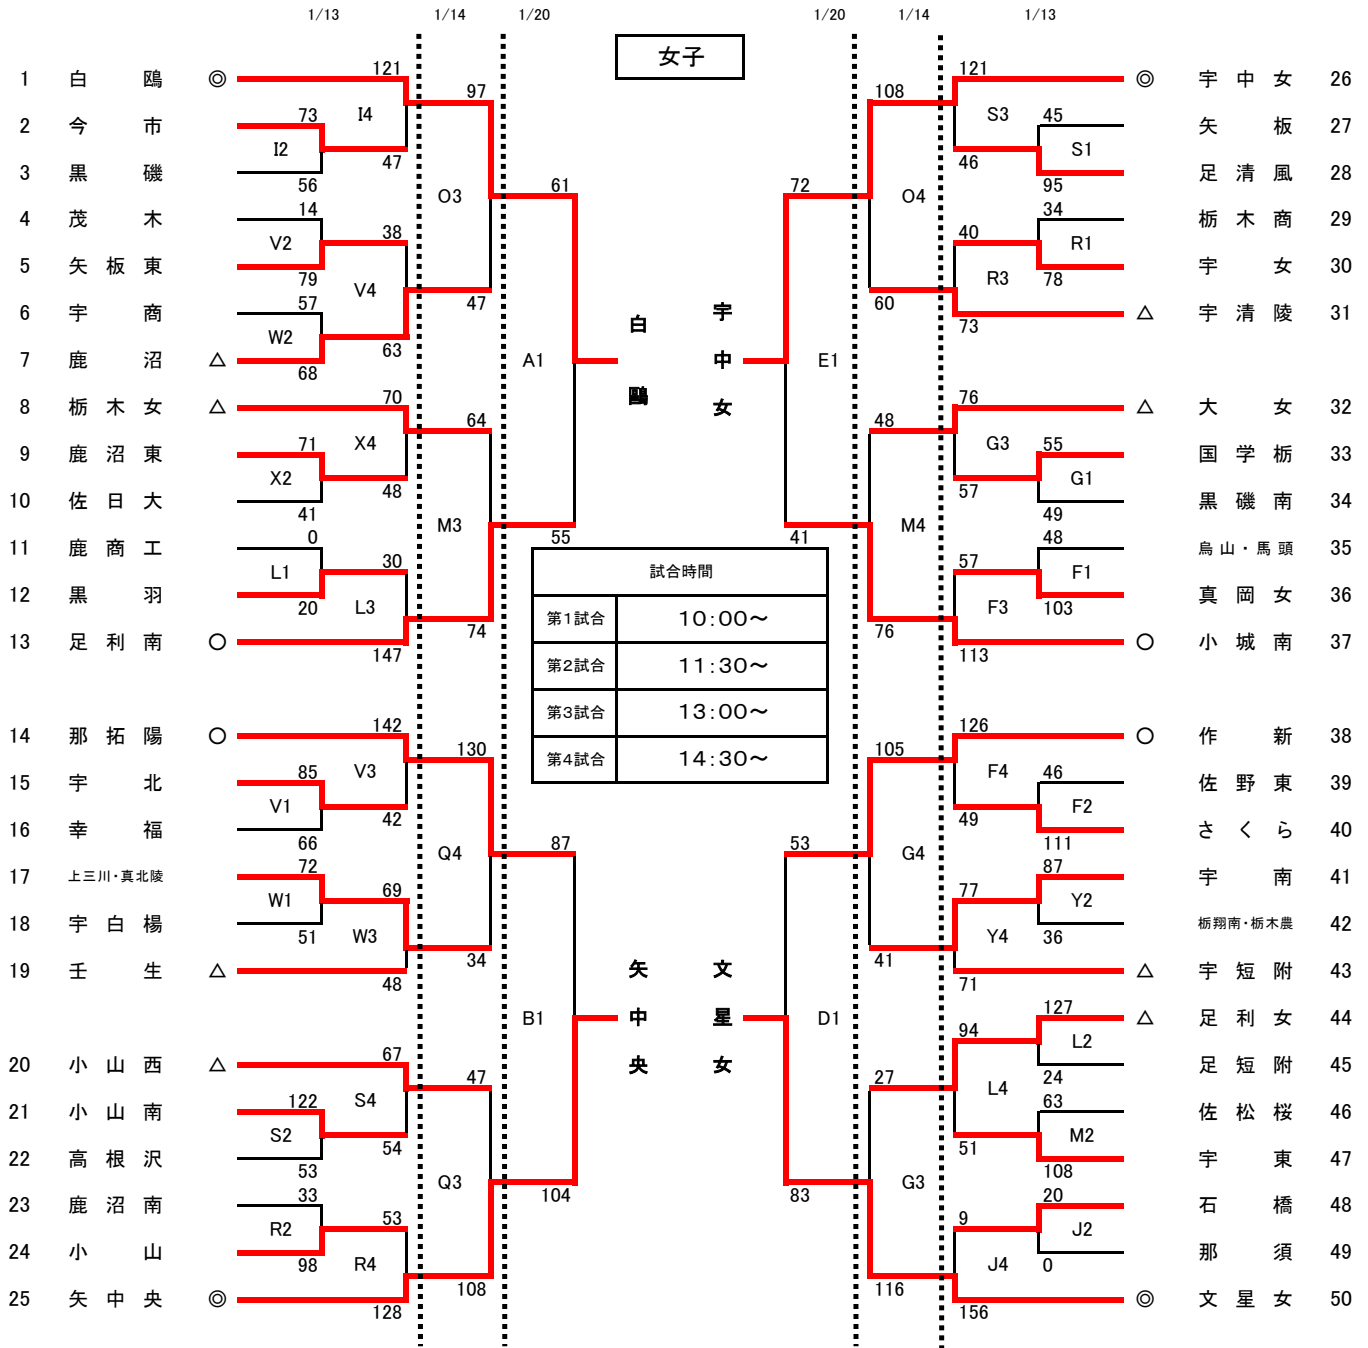 1/13 1/14 1/20 1/20 1/14 1/13
女子
1 白鴎 ◎ 121 97 108 121 ◎ 宇中女 26
2 今市 73 I4 S3 45 矢板 27
I2 47 46 S1
3 黒磯 56 95 足清風 28
O3 61 72 O4
4 茂木 14 34 栃木商 29
V2 38 40 R1
5 矢板東 79 78 宇女 30
V4 R3
6 宇商 57 47 60 73 △ 宇清陵 31
W2 63
7 鹿沼 △ 68
A1 白鷗 宇中女 E1
8 栃木女 △ 70 64 48 76 △ 大女 32
9 鹿沼東 71 X4 G3 55 国学栃 33
X2 48 57 G1
10 佐日大 41 49 黒磯南 34
M3 55 41 M4
11 鹿商工 0 48 烏山・馬頭 35
L1 30 57 F1
12 黒羽 20 L3 F3 103 真岡女 36
13 足利南 ○ 147 74 76 113 ○ 小城南 37
試合時間
第1試合 10:00~
第2試合 11:30~
第3試合 13:00~
第4試合 14:30~
14 那拓陽 ○ 142 130 105 126 ○ 作新 38
15 宇北 85 V3 F4 46 佐野東 39
V1 42 49 F2
16 幸福 66 111 さくら 40
Q4 87 53 G4
17 上三川・真北陵 72 87 宇南 41
W1 69 77 Y2
18 宇白楊 51 W3 Y4 36 栃翔南・栃木農 42
19 壬生 △ 48 34 41 71 △ 宇短附 43
B1 矢中央 文星女 D1
127 △ 足利女 44
94 L2
20 小山西 △ 67 47 27 24 足短附 45
21 小山南 122 S4 L4 63 佐松桜 46
S2 54 51 M2
22 高根沢 53 108 宇東 47
Q3 104 83 G3
23 鹿沼南 33 20 石橋 48
R2 53 9 J2
24 小山 98 R4 J4 0 那須 49
25 矢中央 ◎ 128 108 116 156 ◎ 文星女 50